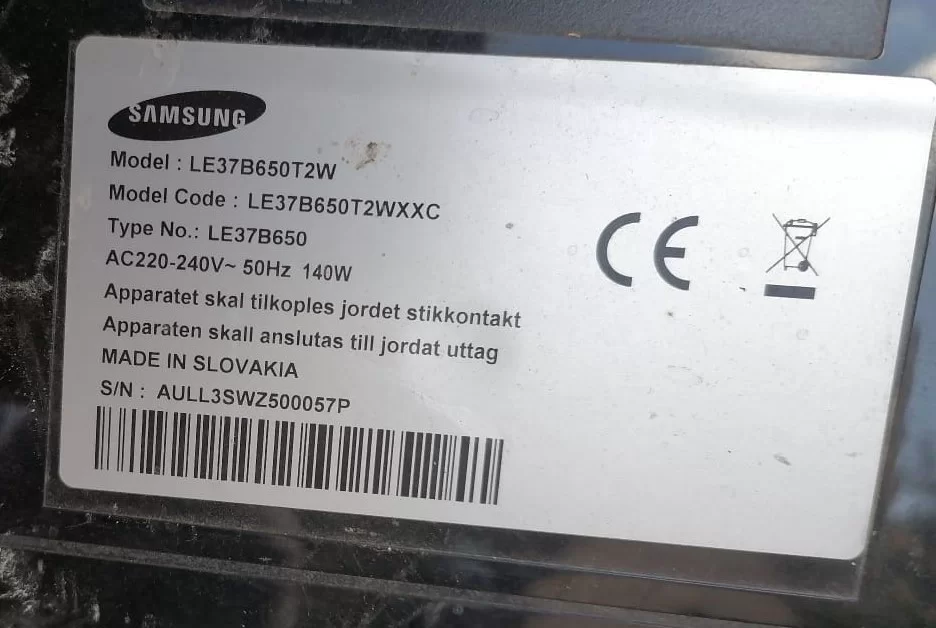 SAMSUNG
Model : LE37B650T2W
Model Code : LE37B650T2WXXC
Type No.: LE37B650
AC220-240V~ 50Hz 140W
Apparatet skal tilkoples jordet stikkontakt
Apparaten skall anslutas till jordat uttag
MADE IN SLOVAKIA
S/N : AULL3SWZ500057P
CE